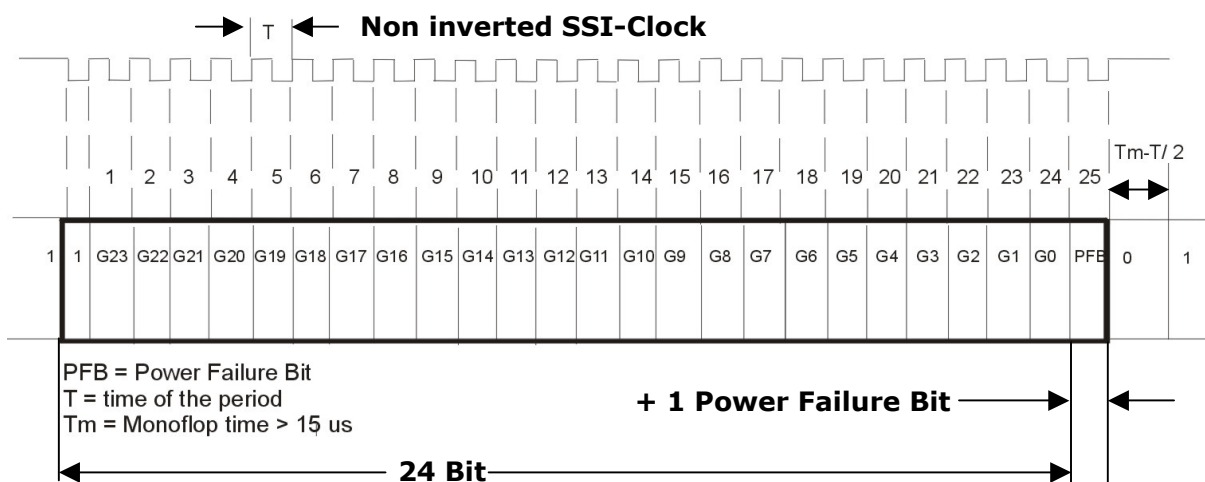 T Non inverted SSI-Clock
Tm-T/ 2
1 2 3 4 5 6 7 8 9 10 11 12 13 14 15 16 17 18 19 20 21 22 23 24 25
1 1 G23 G22 G21 G20 G19 G18 G17 G16 G15 G14 G13 G12 G11 G10 G9 G8 G7 G6 G5 G4 G3 G2 G1 G0 PFB 0 1
PFB = Power Failure Bit
T = time of the period
+ 1 Power Failure Bit
Tm = Monoflop time > 15 us
24 Bit